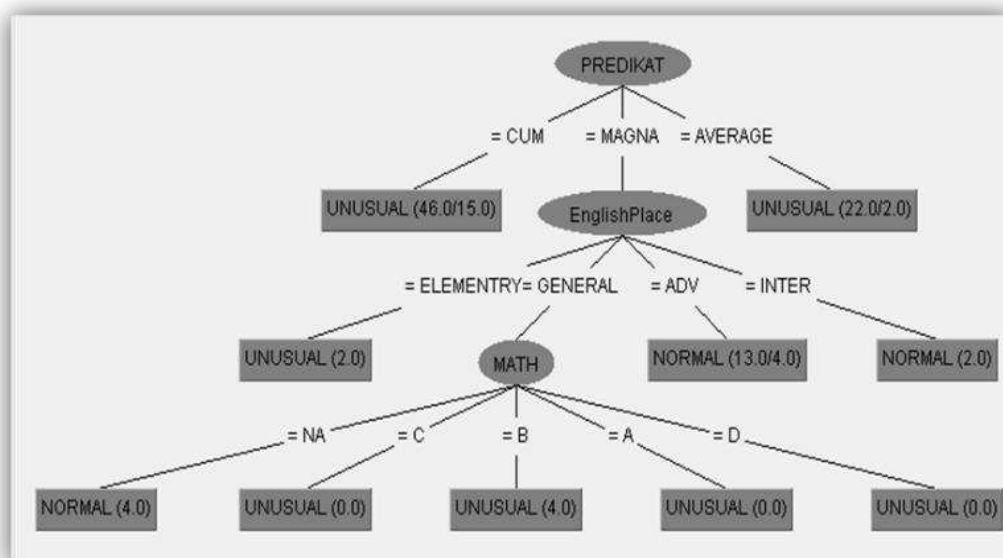 PREDIKAT
= CUM = MAGNA = AVERAGE
UNUSUAL (46.0/15.0) EnglishPlace UNUSUAL (22.0/2.0)
= ELEMENTRY= GENERAL = ADV = INTER
UNUSUAL (2.0) MATH NORMAL (13.0/4.0) NORMAL (2.0)
= NA = C = B = A = D
NORMAL (4.0) UNUSUAL (0.0) UNUSUAL (4.0) UNUSUAL (0.0) UNUSUAL (0.0)